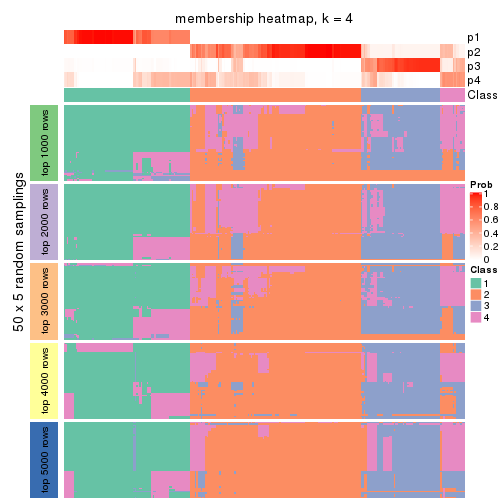 membership heatmap, k = 4
p1
p2
p3
p4
Class
50 x 5 random samplings
top 1000 rows
top 2000 rows
top 3000 rows
top 4000 rows
top 5000 rows
Prob
1
0.8
0.6
0.4
0.2
0
Class
1
2
3
4